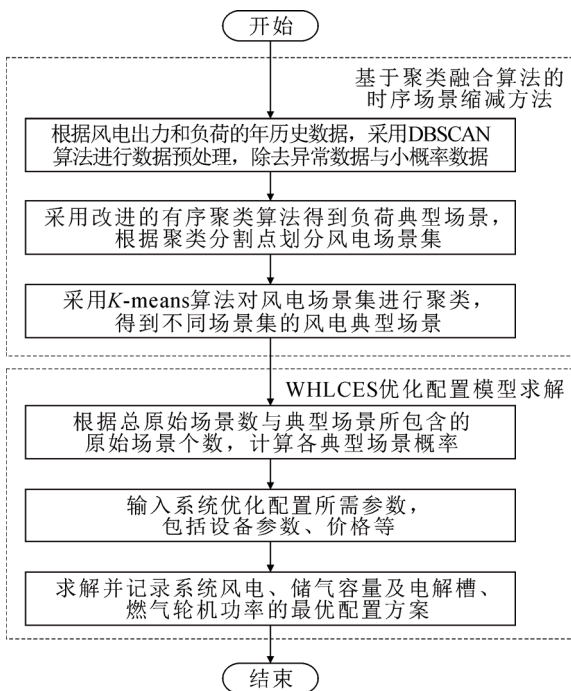 开始
基于聚类融合算法的
时序场景缩减方法
根据风电出力和负荷的年历史数据，采用DBSCAN
算法进行数据预处理，除去异常数据与小概率数据
采用改进的有序聚类算法得到负荷典型场景，
根据聚类分割点划分风电场景集
采用K-means算法对风电场景集进行聚类，
得到不同场景集的风电典型场景
WHLCES优化配置模型求解
根据总原始场景数与典型场景所包含的
原始场景个数，计算各典型场景概率
输入系统优化配置所需参数，
包括设备参数、价格等
求解并记录系统风电、储气容量及电解槽、
燃气轮机功率的最优配置方案
结束